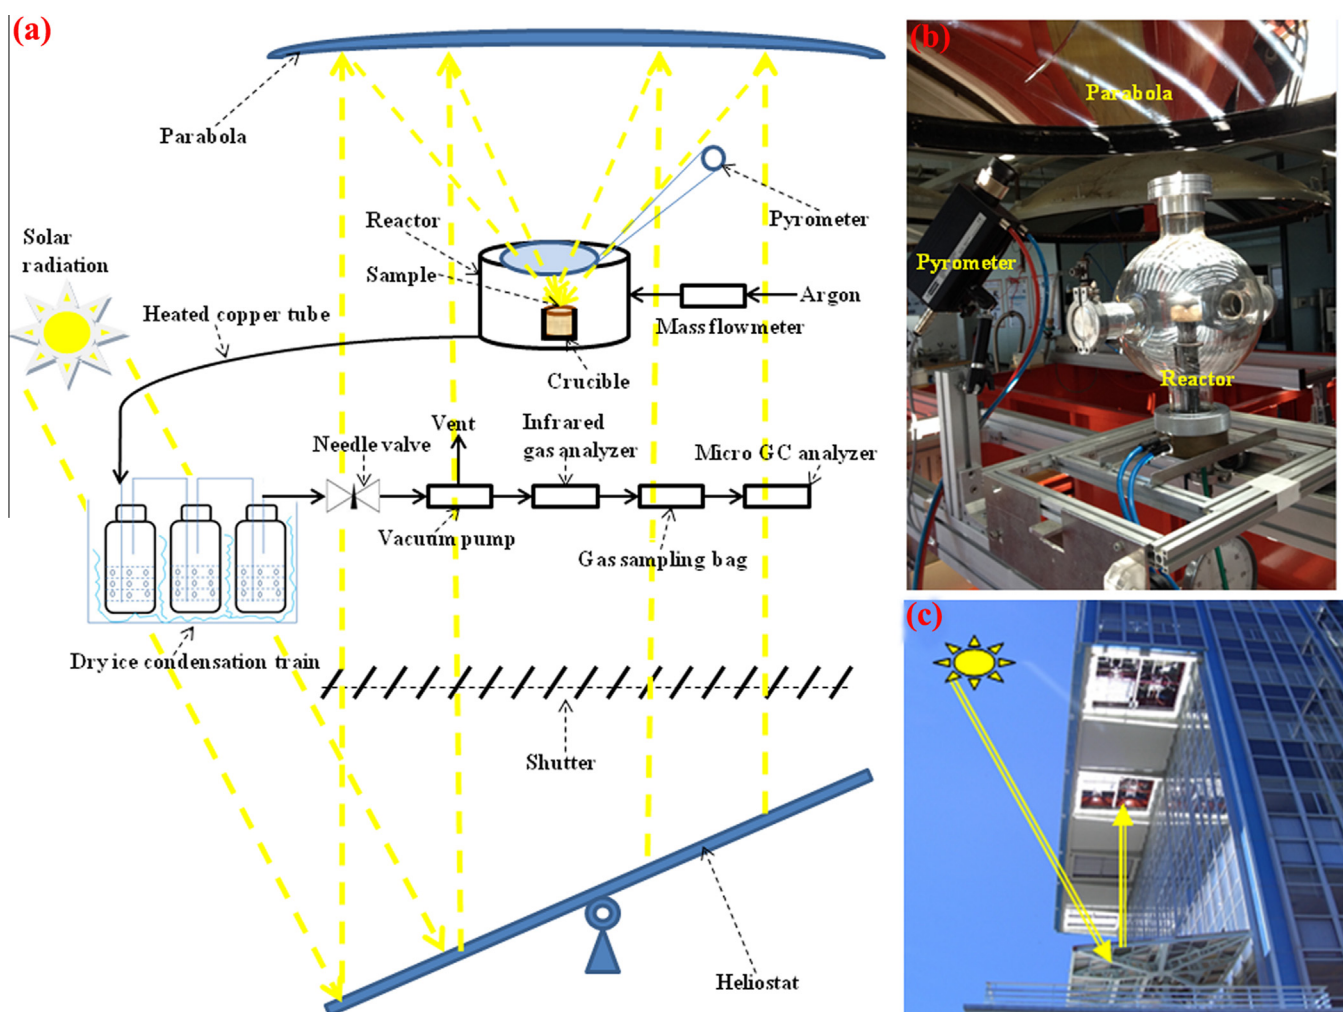 (a)
Parabola
Solar
radiation
Reactor
Sample
Pyrometer
Heated copper tube
Argon
Mass flowmeter
Crucible
Needle valve
Vent
Infrared
gas analyzer
Micro GC analyzer
Vacuum pump
Gas sampling bag
Dry ice condensation train
Shutter
Heliostat
(b)
Parabola
Pyrometer
Reactor
(c)